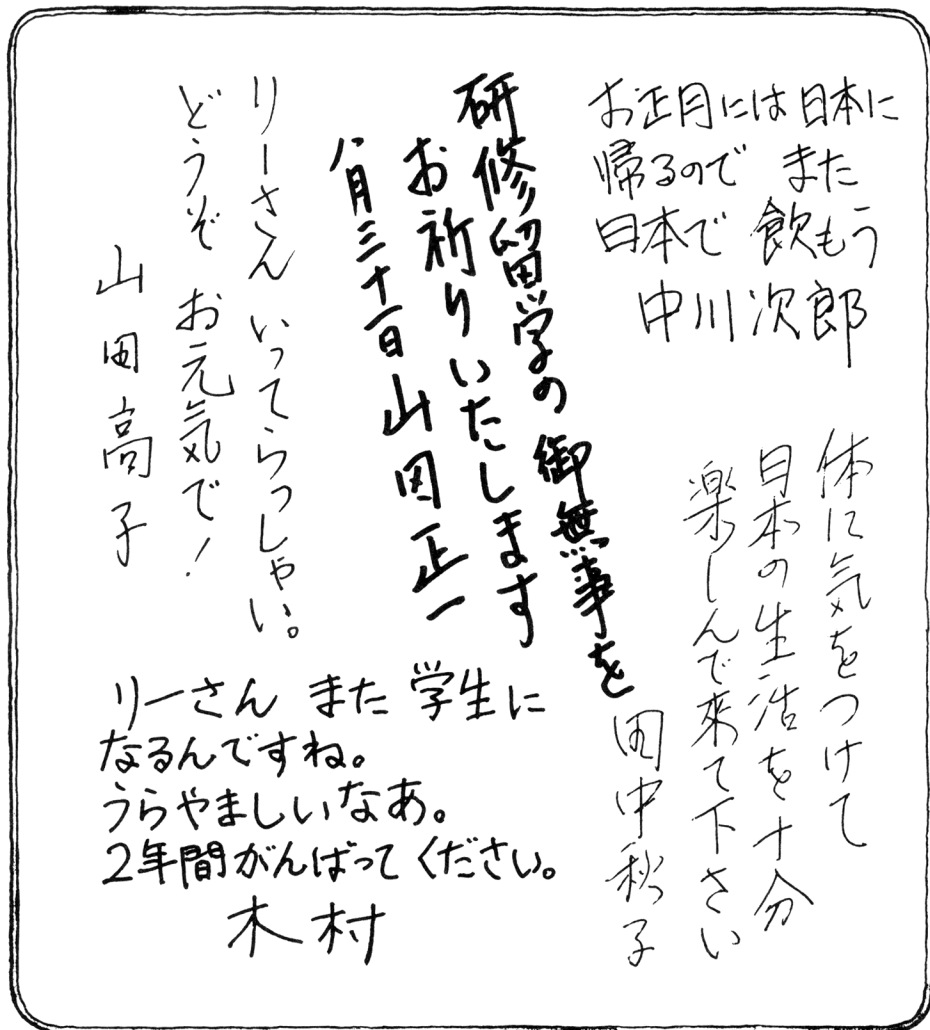 お正月には日本に
帰るので また
日本で 飲もう
中川次郎
体に気をつけて
日本の生活を十分
楽しんで来て下さい
田中秋子
研修留学の御無事を
お祈りいたします
八月三十一日 山田正一
リーさん いってらっしゃい。
どうぞ お元気で!
山田高子
リーさん また 学生に
なるんですね。
うらやましいなあ。
2年間がんばってください。
木村